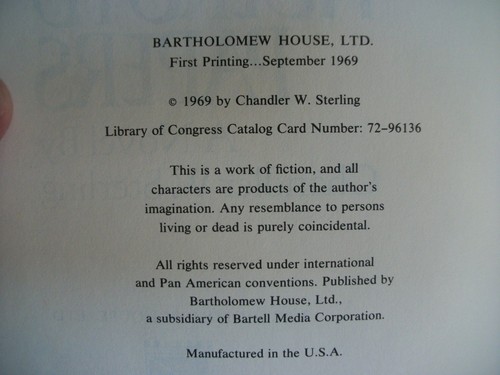 BARTHOLOMEW HOUSE, LTD.
First Printing...September 1969
© 1969 by Chandler W. Sterling
Library of Congress Catalog Card Number: 72-96136
This is a work of fiction, and all
characters are products of the author's
imagination. Any resemblance to persons
living or dead is purely coincidental.
All rights reserved under international
and Pan American conventions. Published by
Bartholomew House, Ltd.,
a subsidiary of Bartell Media Corporation.
Manufactured in the U.S.A.